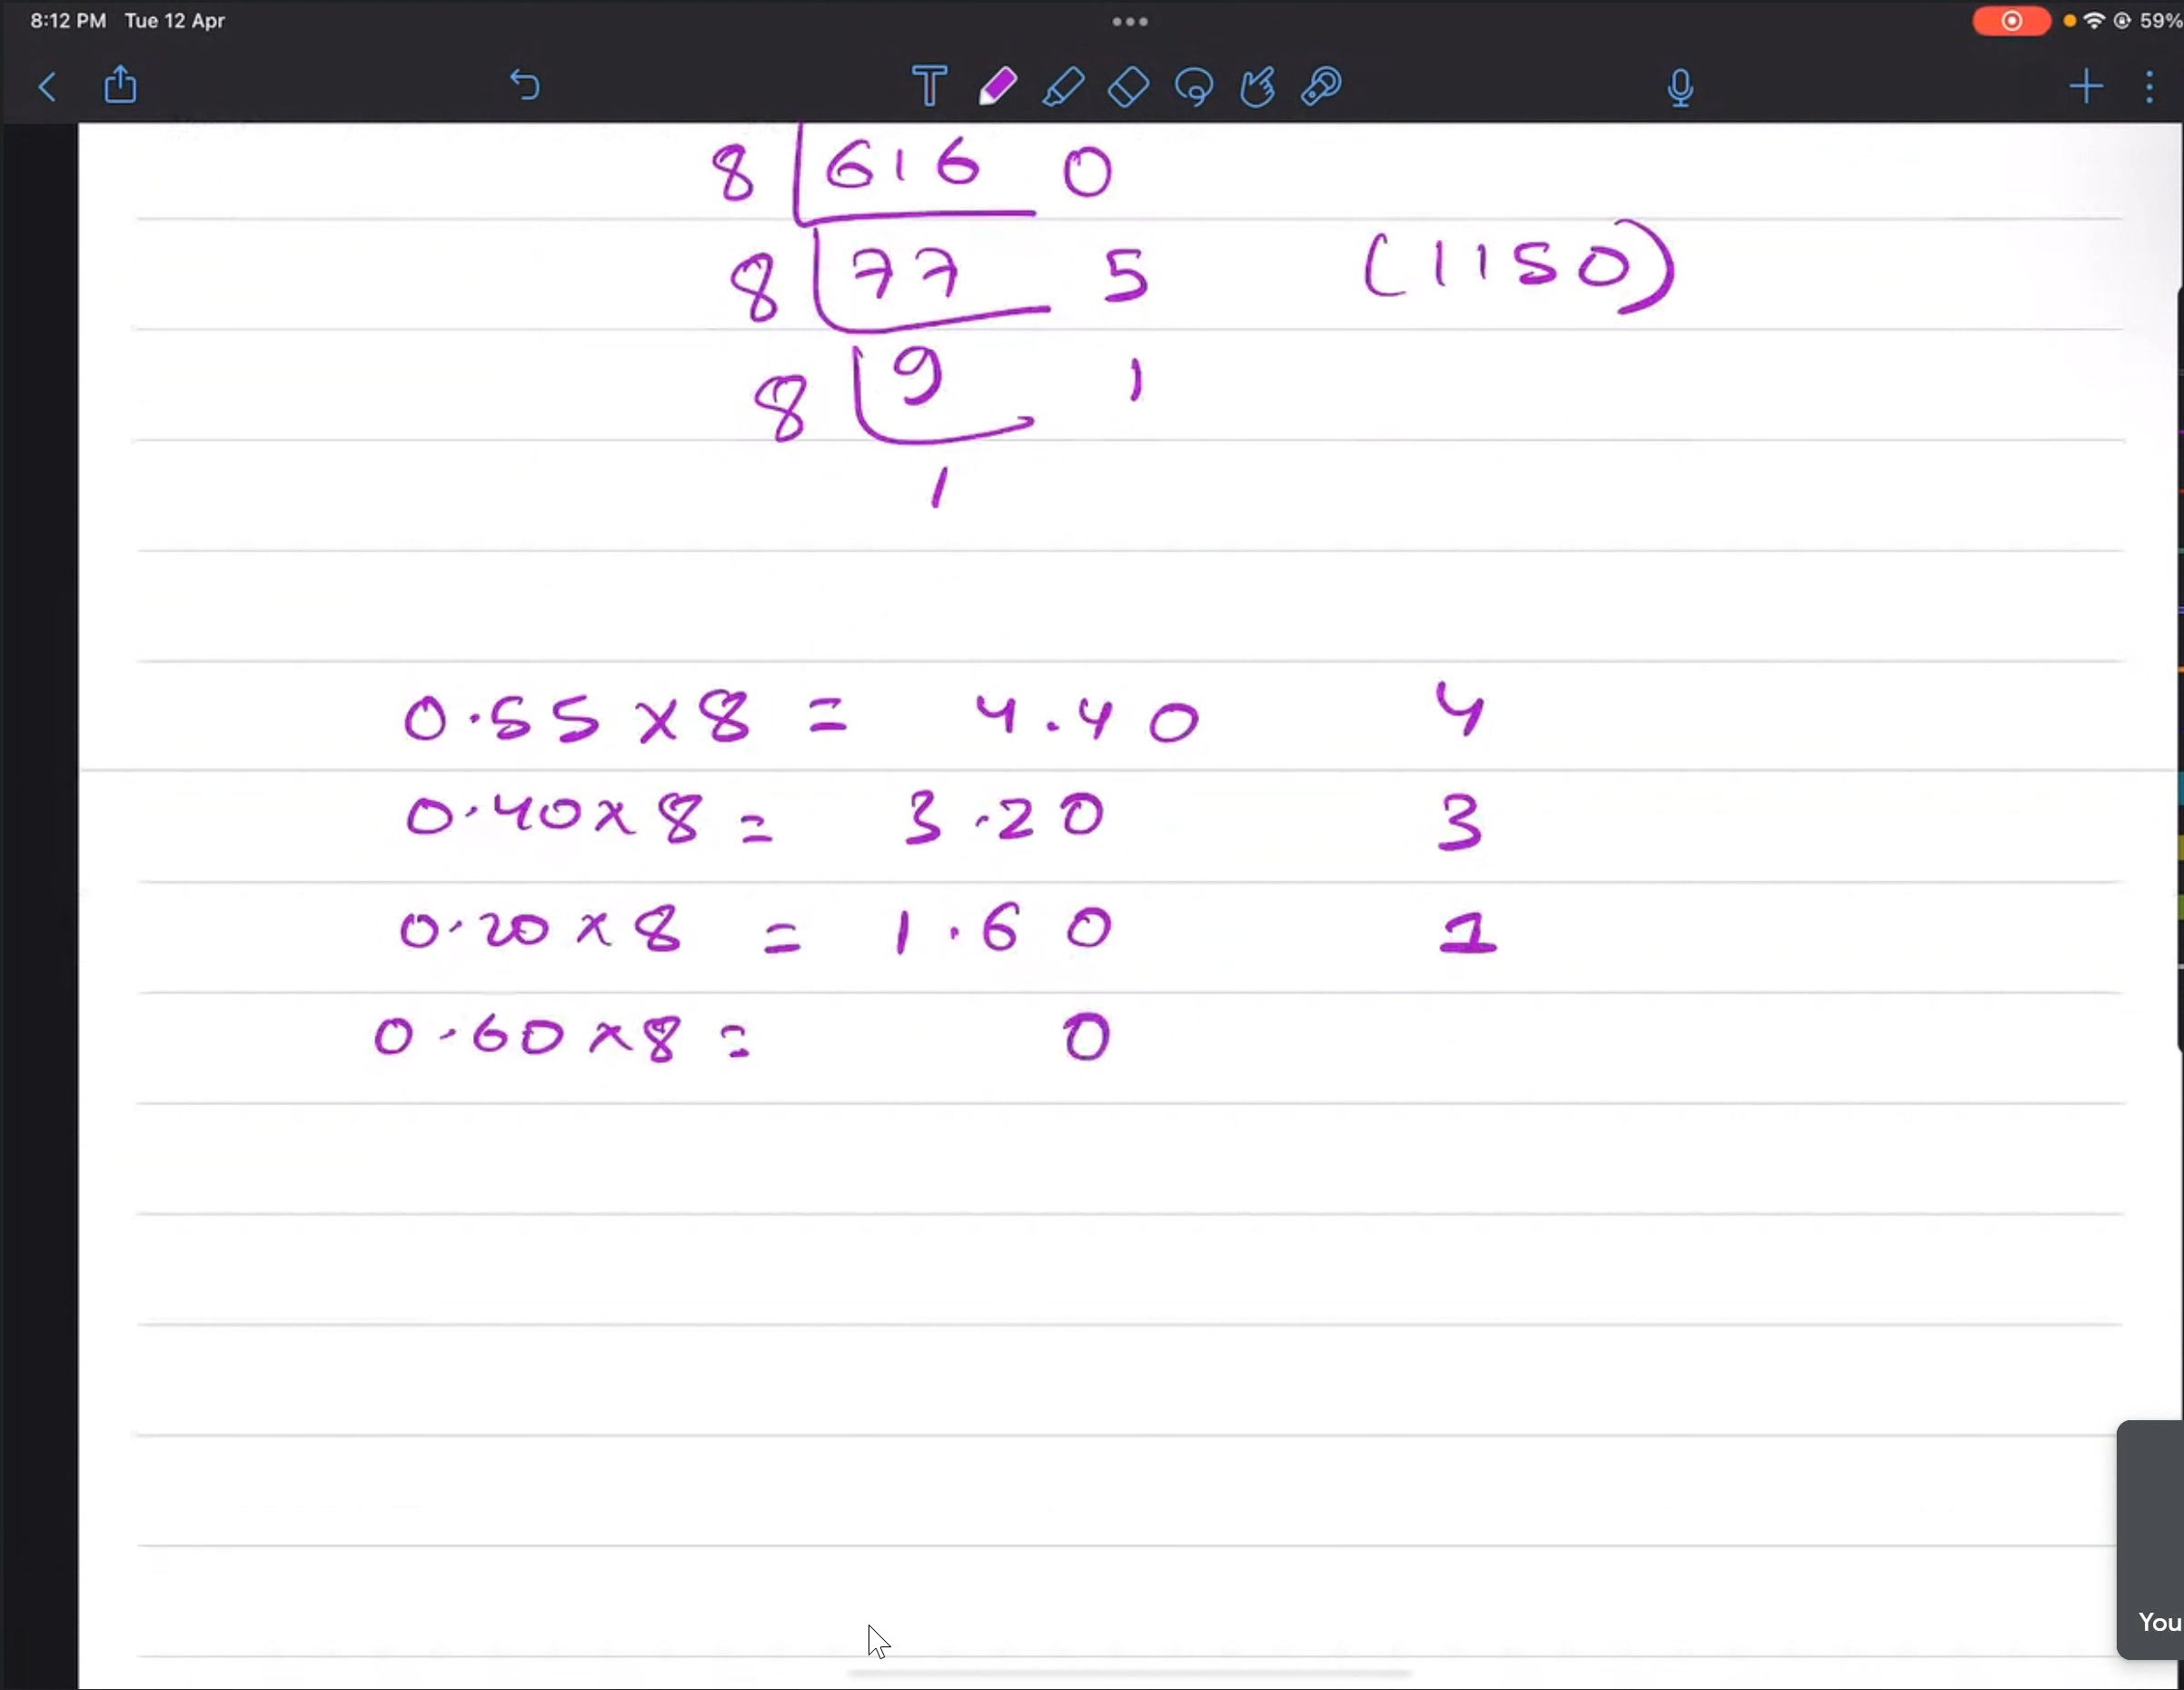 8:12 PM Tue 12 Apr 59%
T
8 616 0
8 77 5 (1150)
8 9 1
1
0.55 x 8 = 4.40 4
0.40 x 8 = 3.20 3
0.20 x 8 = 1.60 1
0.60 x 8 = 0
You